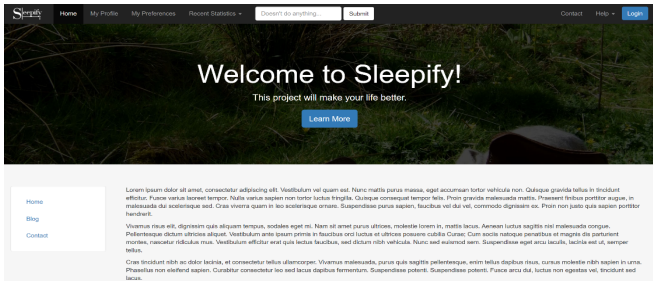 Sleepify Home My Profile My Preferences Recent Statistics Doesn't do anything... Submit Contact Help Login
Welcome to Sleepify!
This project will make your life better.
Learn More
Home
Blog
Contact
Lorem ipsum dolor sit amet, consectetur adipiscing elit. Vestibulum vel quam est. Nunc mattis purus massa, eget accumsan tortor vehicula non. Quisque gravida tellus in tincidunt
efficitur. Fusce varius laoreet tempor. Nulla varius sapien non tortor luctus fringilla. Quisque consequat tempor felis. Proin gravida malesuada mattis. Praesent finibus porttitor augue, in
malesuada dui scelerisque sed. Cras viverra quam in leo scelerisque ornare. Suspendisse purus sapien, faucibus vel dui vel, commodo dignissim ex. Proin non justo quis sapien porttitor
hendrerit.
Vivamus risus elit, dignissim quis aliquam tempus, sodales eget mi. Nam sit amet purus ultrices, molestie lorem in, mattis lacus. Aenean luctus sagittis nisl malesuada congue.
Pellentesque dictum ultricies aliquet. Vestibulum ante ipsum primis in faucibus orci luctus et ultrices posuere cubilia Curae; Cum sociis natoque penatibus et magnis dis parturient
montes, nascetur ridiculus mus. Vestibulum efficitur erat quis lectus faucibus, sed dictum nibh vehicula. Nunc sed euismod sem. Suspendisse eget arcu iaculis, lacinia est ut, semper
tellus.
Cras tincidunt nibh ac dolor lacinia, et consectetur tellus ullamcorper. Vivamus malesuada, purus quis sagittis pellentesque, enim tellus dapibus risus, cursus molestie nibh sapien in urna.
Phasellus non eleifend sapien. Curabitur consectetur leo sed lacus dapibus fermentum. Suspendisse potenti. Suspendisse potenti. Fusce arcu dui, luctus non egestas vel, tincidunt sed
lacus.